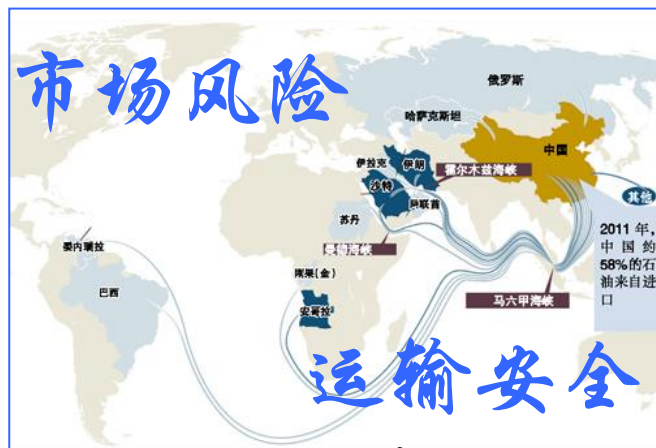 市场风险
俄罗斯
哈萨克斯坦
中国
伊拉克
伊朗
霍尔木兹海峡
沙特
阿联酋
其他
苏丹
曼德海峡
委内瑞拉
2011 年,
中国约
58%的石
油来自进
口
刚果(金)
巴西
马六甲海峡
安哥拉
运输安全